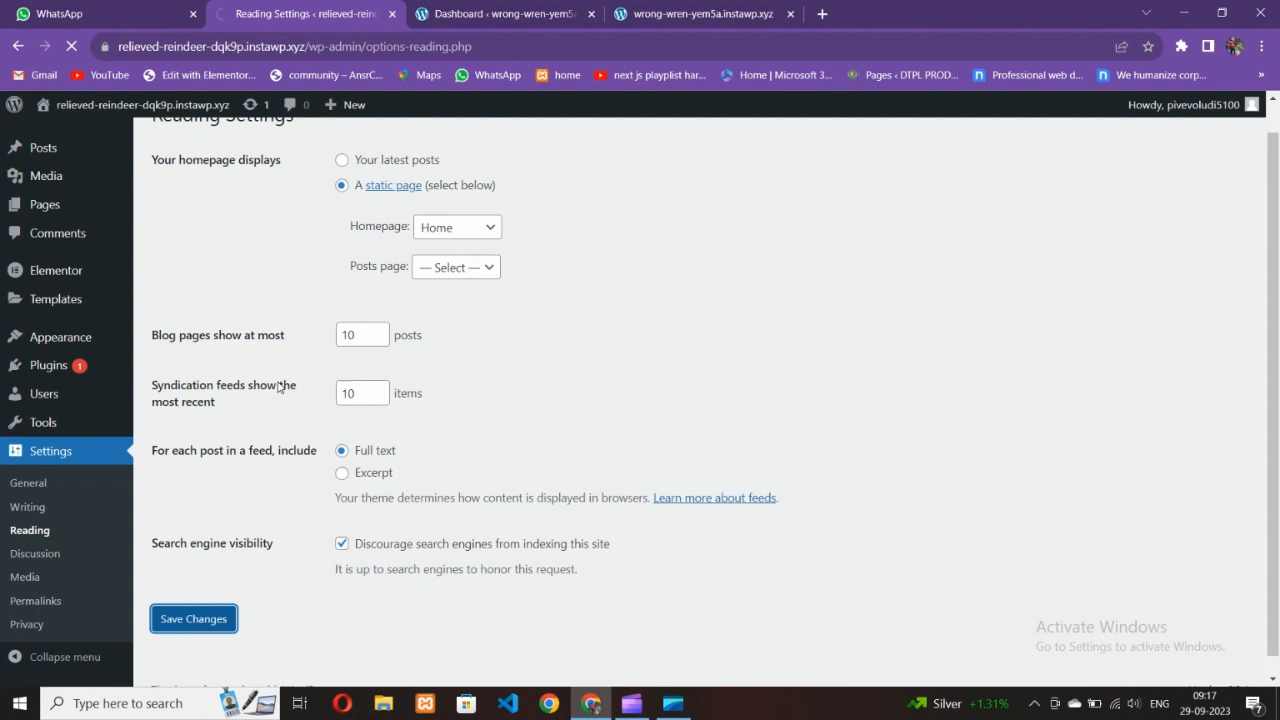 WhatsApp
Reading Settings ‹ relieved-rein
Dashboard ‹ wrong-wren-yem5
wrong-wren-yem5a.instawp.xyz
relieved-reindeer-dqk9p.instawp.xyz/wp-admin/options-reading.php
Gmail
YouTube
Edit with Elementor...
community – AnsrC...
Maps
WhatsApp
home
next js playplist har...
Home | Microsoft 3...
Pages ‹ DTPL PROD...
Professional web d...
We humanize corp...
»
relieved-reindeer-dqk9p.instawp.xyz
1
0
New
Howdy, pivevoludi5100
Posts
Media
Pages
Comments
Elementor
Templates
Appearance
Plugins 1
Users
Tools
Settings
General
Writing
Reading
Discussion
Media
Permalinks
Privacy
Collapse menu
Reading Settings
Your homepage displays
Your latest posts
A static page (select below)
Homepage: Home
Posts page: — Select —
Blog pages show at most
10 posts
Syndication feeds show the
most recent
10 items
For each post in a feed, include
Full text
Excerpt
Your theme determines how content is displayed in browsers. Learn more about feeds.
Search engine visibility
Discourage search engines from indexing this site
It is up to search engines to honor this request.
Save Changes
Activate Windows
Go to Settings to activate Windows.
Type here to search
Silver +1.31%
ENG
09:17
29-09-2023
7